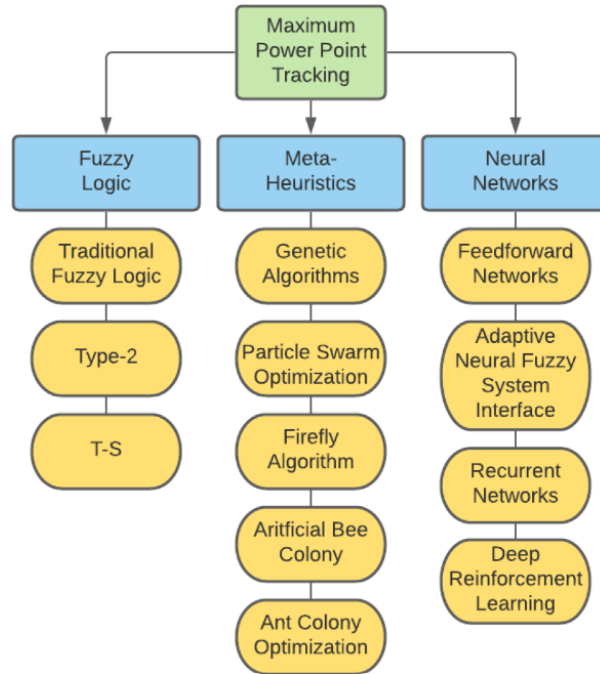 Maximum
Power Point
Tracking
Fuzzy
Logic
Meta-
Heuristics
Neural
Networks
Traditional
Fuzzy Logic
Type-2
T-S
Genetic
Algorithms
Particle Swarm
Optimization
Firefly
Algorithm
Aritficial Bee
Colony
Ant Colony
Optimization
Feedforward
Networks
Adaptive
Neural Fuzzy
System
Interface
Recurrent
Networks
Deep
Reinforcement
Learning